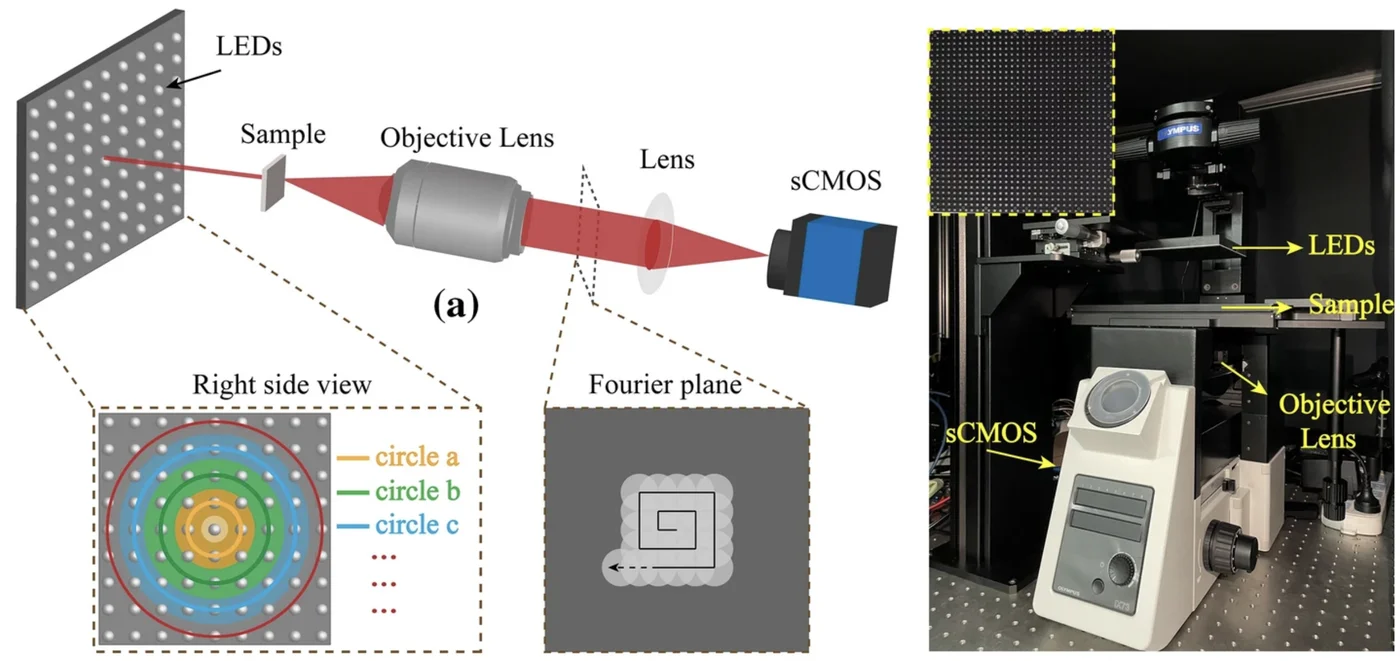 LEDs
Sample
Objective Lens
Lens
sCMOS
(a)
Right side view
circle a
circle b
circle c
...
...
...
Fourier plane
YMPUS
LEDs
Sample
Objective
Lens
sCMOS
OLYMPUS